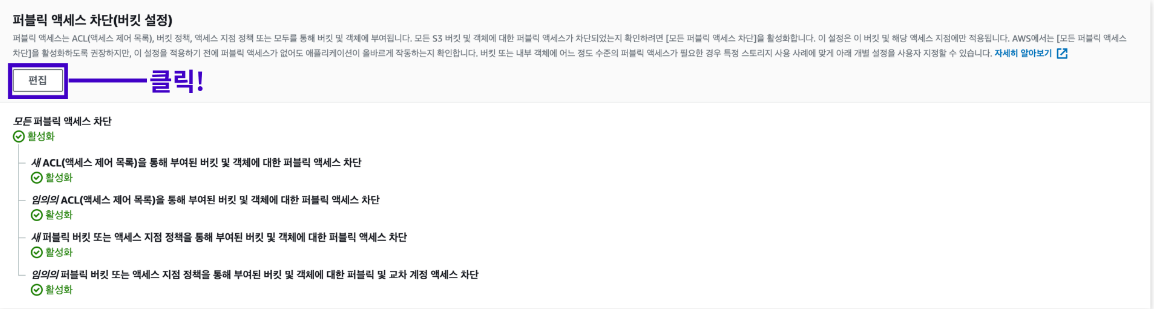 퍼블릭 액세스 차단(버킷 설정)
퍼블릭 액세스는 ACL(액세스 제어 목록), 버킷 정책, 액세스 지점 정책 또는 모두를 통해 버킷 및 객체에 부여됩니다. 모든 S3 버킷 및 객체에 대한 퍼블릭 액세스가 차단되었는지 확인하려면 [모든 퍼블릭 액세스 차단]을 활성화합니다. 이 설정은 이 버킷 및 해당 액세스 지점에만 적용됩니다. AWS에서는 [모든 퍼블릭 액세스
차단]을 활성화하도록 권장하지만, 이 설정을 적용하기 전에 퍼블릭 액세스가 없어도 애플리케이션이 올바르게 작동하는지 확인합니다. 버킷 또는 내부 객체에 어느 정도 수준의 퍼블릭 액세스가 필요한 경우 특정 스토리지 사용 사례에 맞게 아래 개별 설정을 사용자 지정할 수 있습니다. 자세히 알아보기
편집 클릭!
모든 퍼블릭 액세스 차단
활성화
새 ACL(액세스 제어 목록)을 통해 부여된 버킷 및 객체에 대한 퍼블릭 액세스 차단
활성화
임의의 ACL(액세스 제어 목록)을 통해 부여된 버킷 및 객체에 대한 퍼블릭 액세스 차단
활성화
새 퍼블릭 버킷 또는 액세스 지점 정책을 통해 부여된 버킷 및 객체에 대한 퍼블릭 액세스 차단
활성화
임의의 퍼블릭 버킷 또는 액세스 지점 정책을 통해 부여된 버킷 및 객체에 대한 퍼블릭 및 교차 계정 액세스 차단
활성화